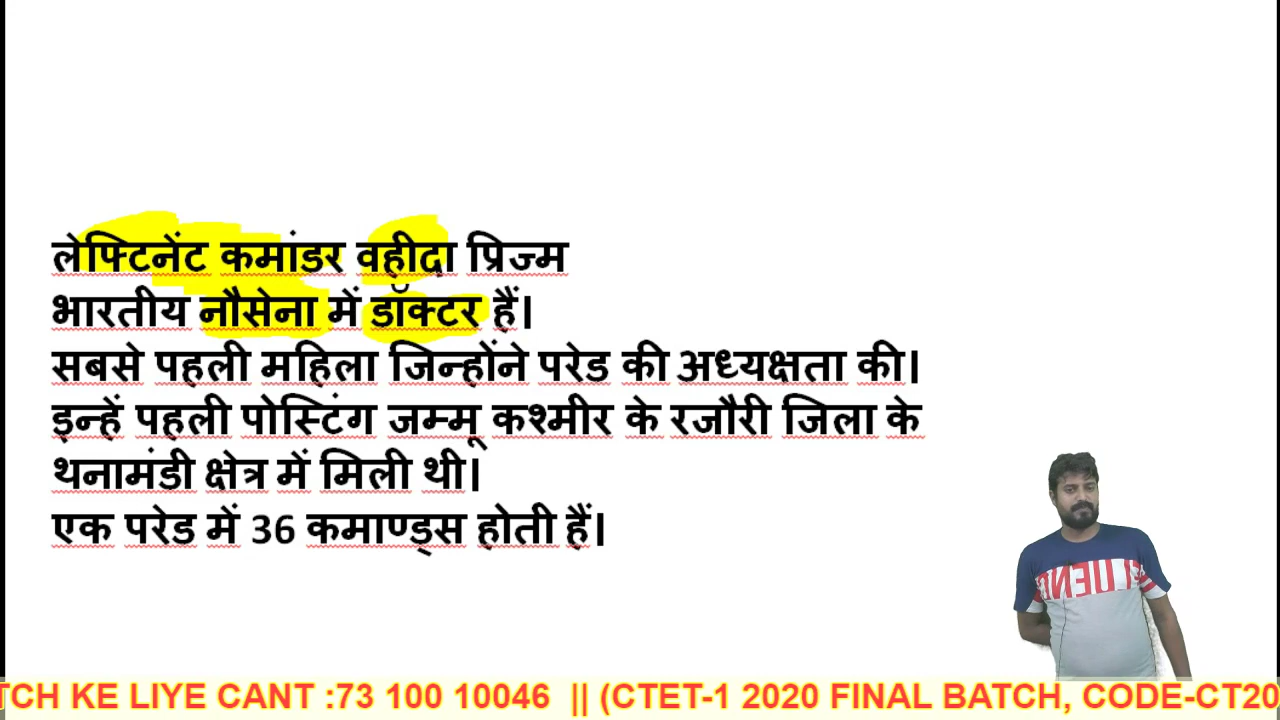 लेफ्टिनेंट कमांडर वहीदा प्रिज्म
भारतीय नौसेना में डॉक्टर हैं।
सबसे पहली महिला जिन्होंने परेड की अध्यक्षता की।
इन्हें पहली पोस्टिंग जम्मू कश्मीर के रजौरी जिला के
थनामंडी क्षेत्र में मिली थी।
एक परेड में 36 कमाण्ड्स होती हैं।
TCH KE LIYE CANT :73 100 10046 || (CTET-1 2020 FINAL BATCH, CODE-CT20